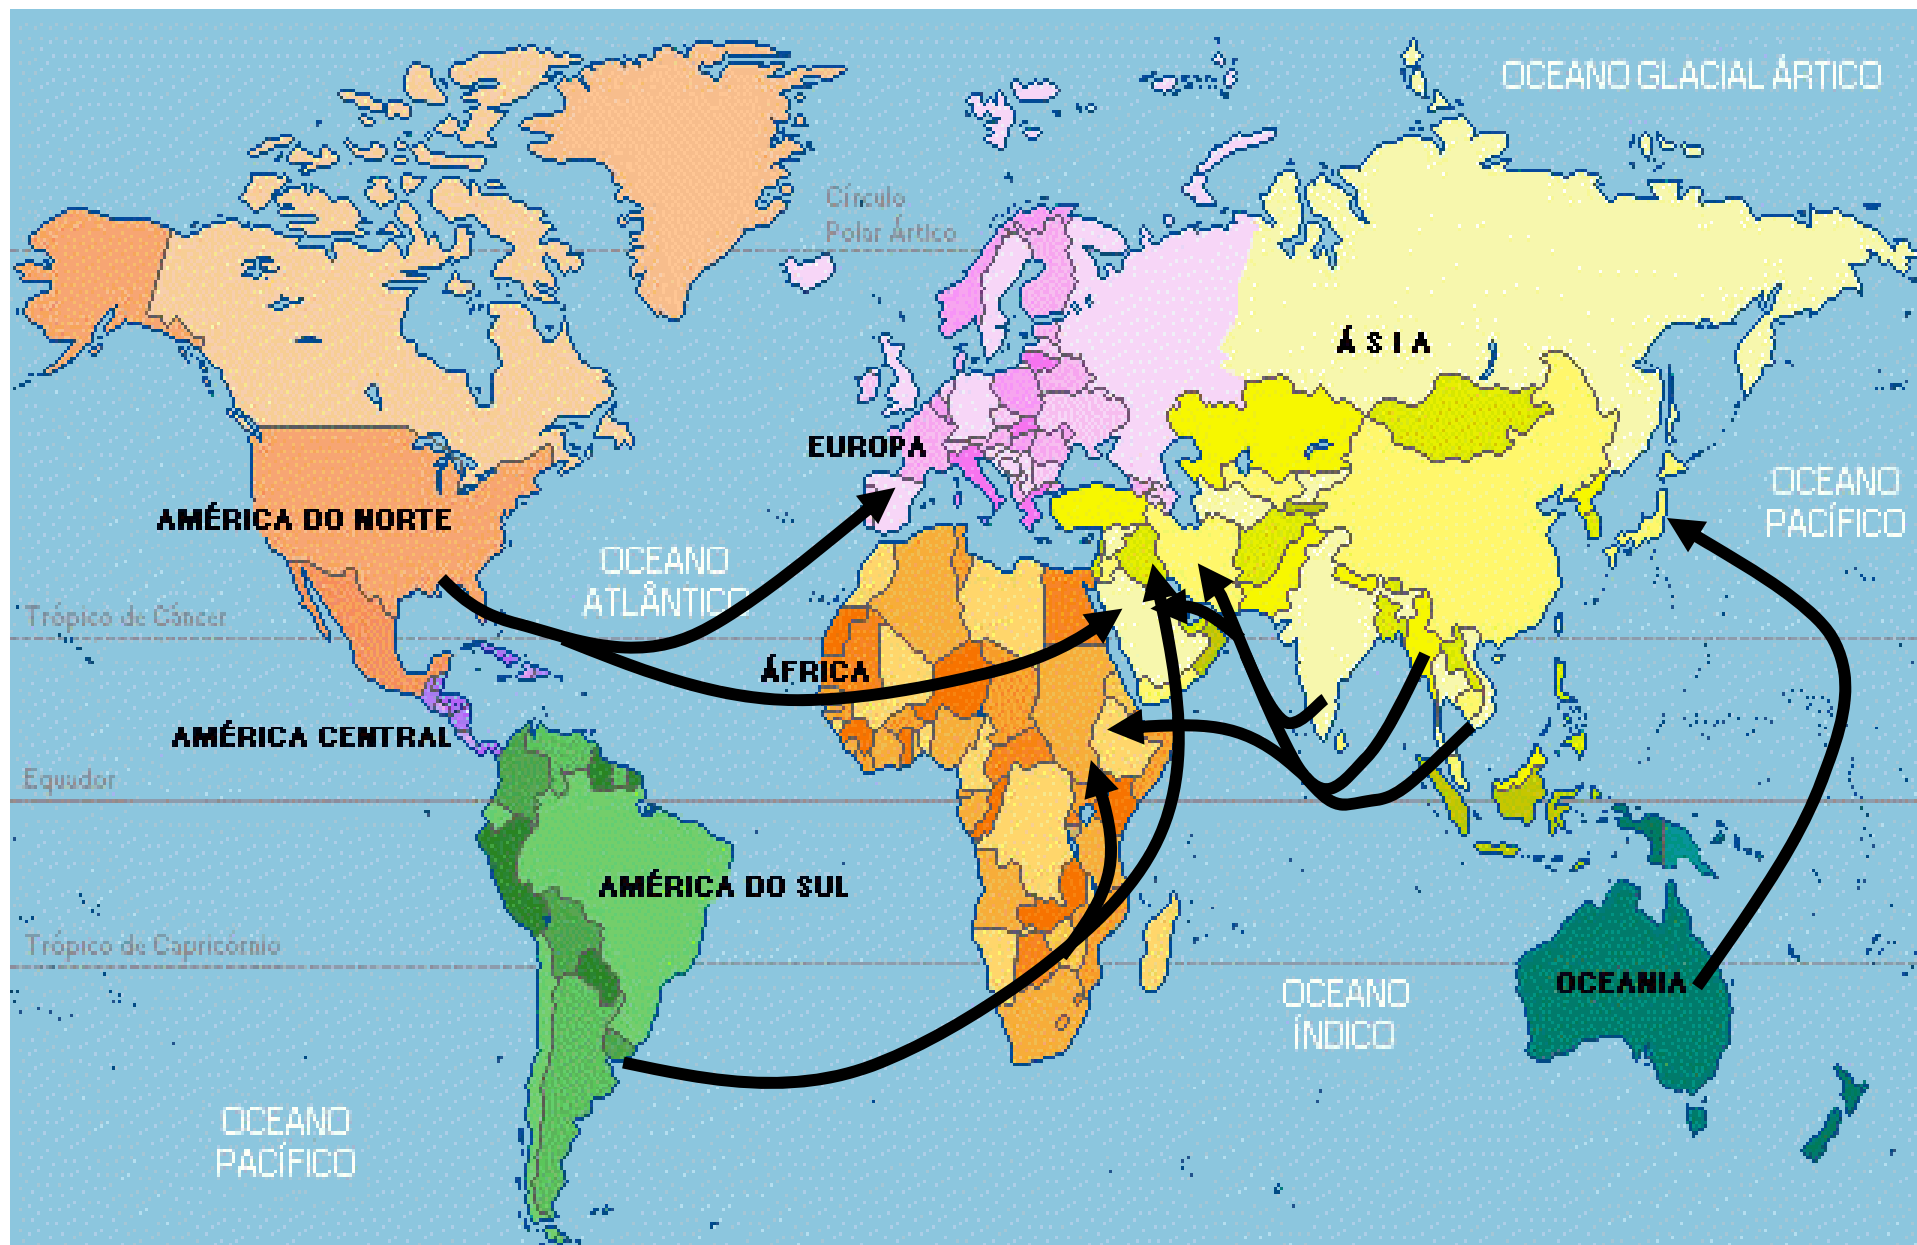 OCEANO GLACIAL ÁRTICO
Círculo
Polar Ártico
ÁSIA
EUROPA
OCEANO
PACÍFICO
AMÉRICA DO NORTE
OCEANO
ATLÂNTICO
Trópico de Câncer
ÁFRICA
AMÉRICA CENTRAL
Equador
AMÉRICA DO SUL
Trópico de Capricórnio
OCEANIA
OCEANO
ÍNDICO
OCEANO
PACÍFICO